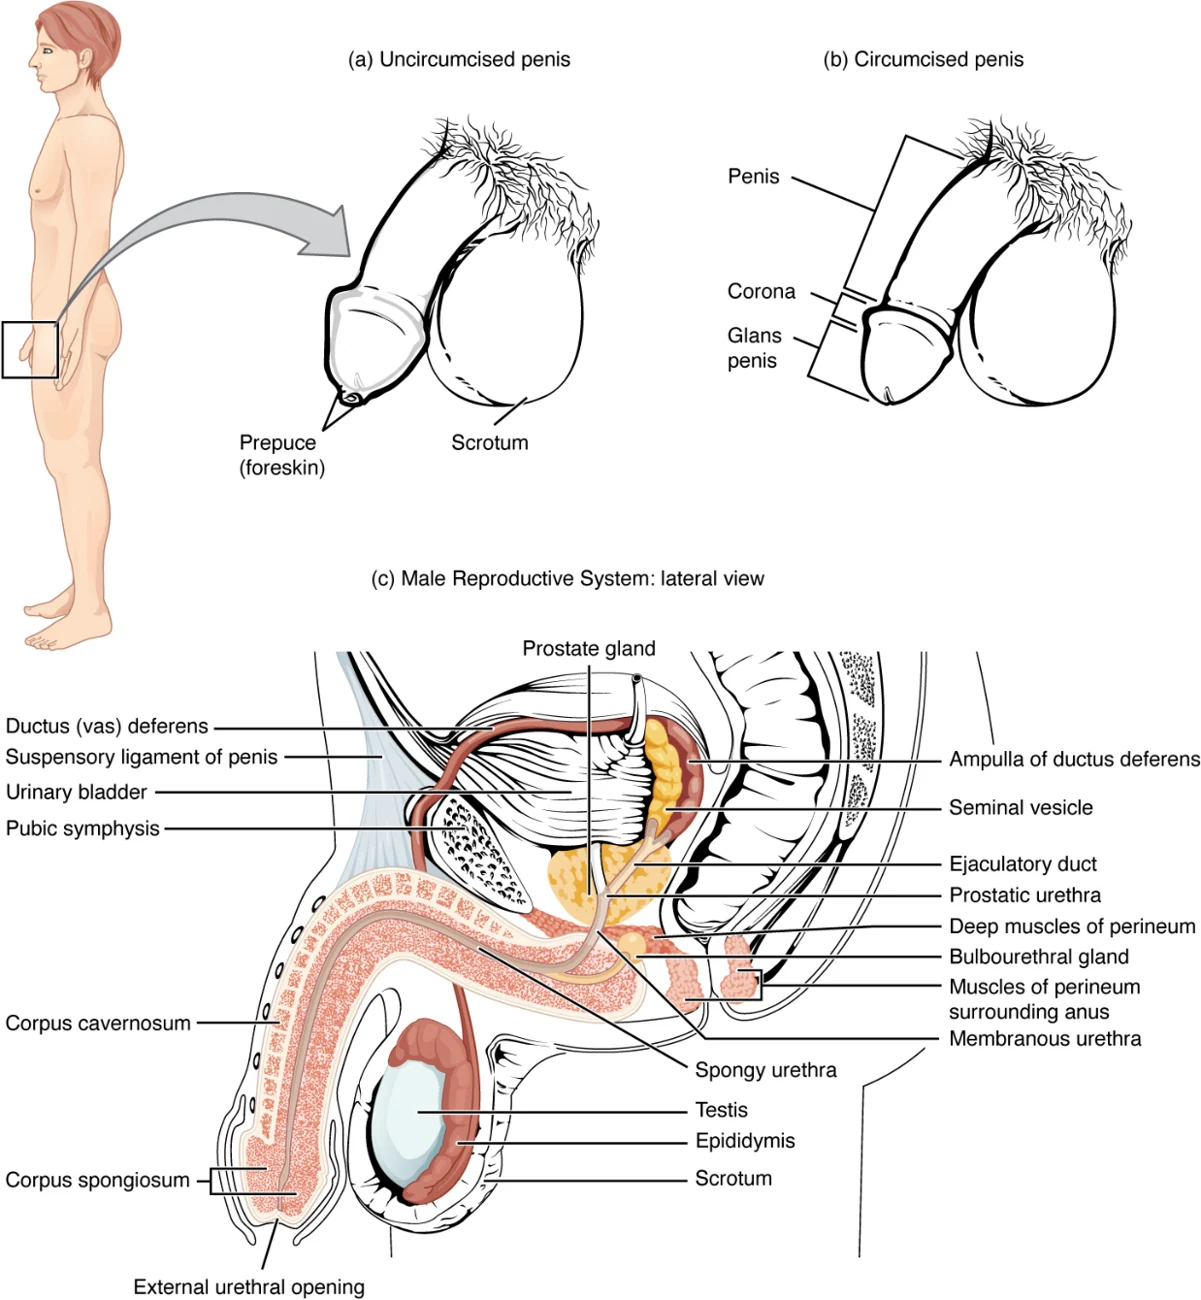 (a) Uncircumcised penis
(b) Circumcised penis
Penis
Corona
Glans
penis
Prepuce
(foreskin)
Scrotum
(c) Male Reproductive System: lateral view
Prostate gland
Ductus (vas) deferens
Suspensory ligament of penis
Urinary bladder
Pubic symphysis
Corpus cavernosum
Corpus spongiosum
External urethral opening
Ampulla of ductus deferens
Seminal vesicle
Ejaculatory duct
Prostatic urethra
Deep muscles of perineum
Bulbourethral gland
Muscles of perineum
surrounding anus
Membranous urethra
Spongy urethra
Testis
Epididymis
Scrotum